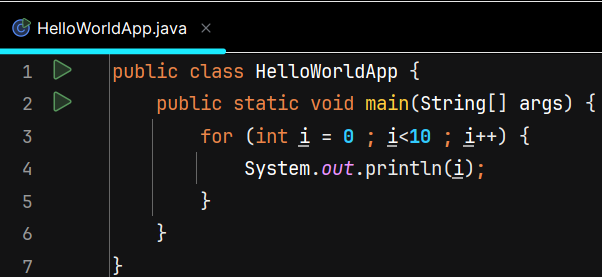 HelloWorldApp.java
1 public class HelloWorldApp {
2 public static void main(String[] args) {
3 for (int i = 0 ; i<10 ; i++) {
4 System.out.println(i);
5 }
6 }
7 }